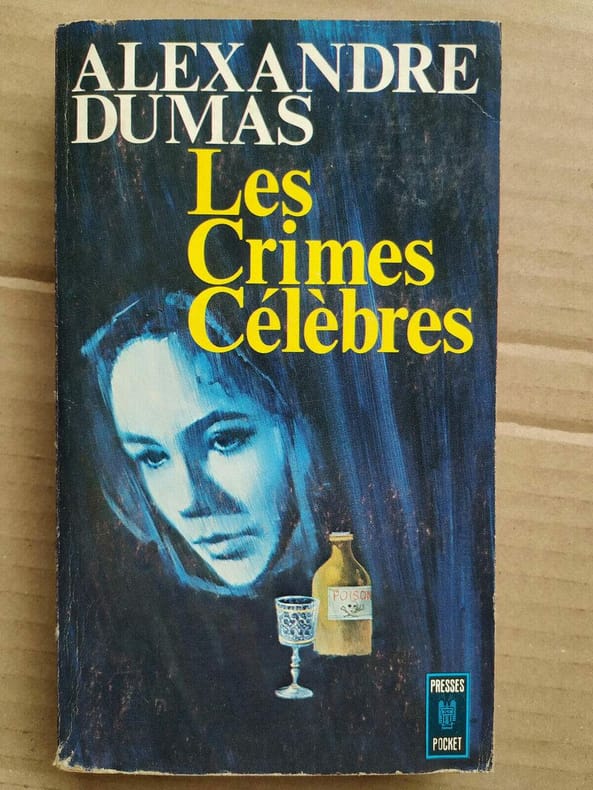 ALEXANDRE
DUMAS
Les
Crimes
Célèbres
POISON
PRESSES
POCKET